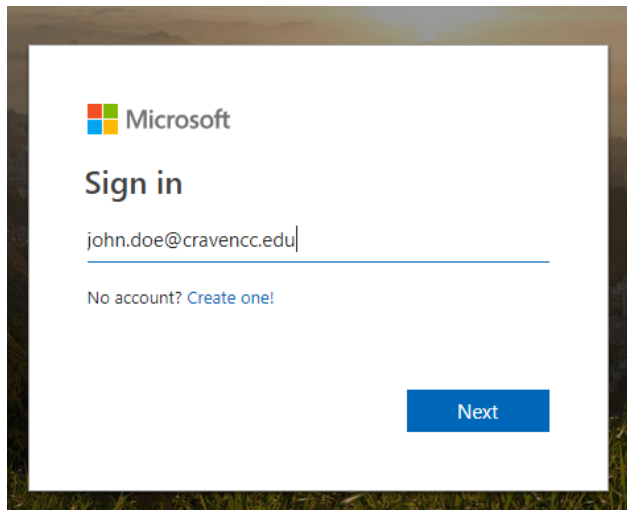 Microsoft
Sign in
john.doe@cravencc.edu
No account? Create one!
Next